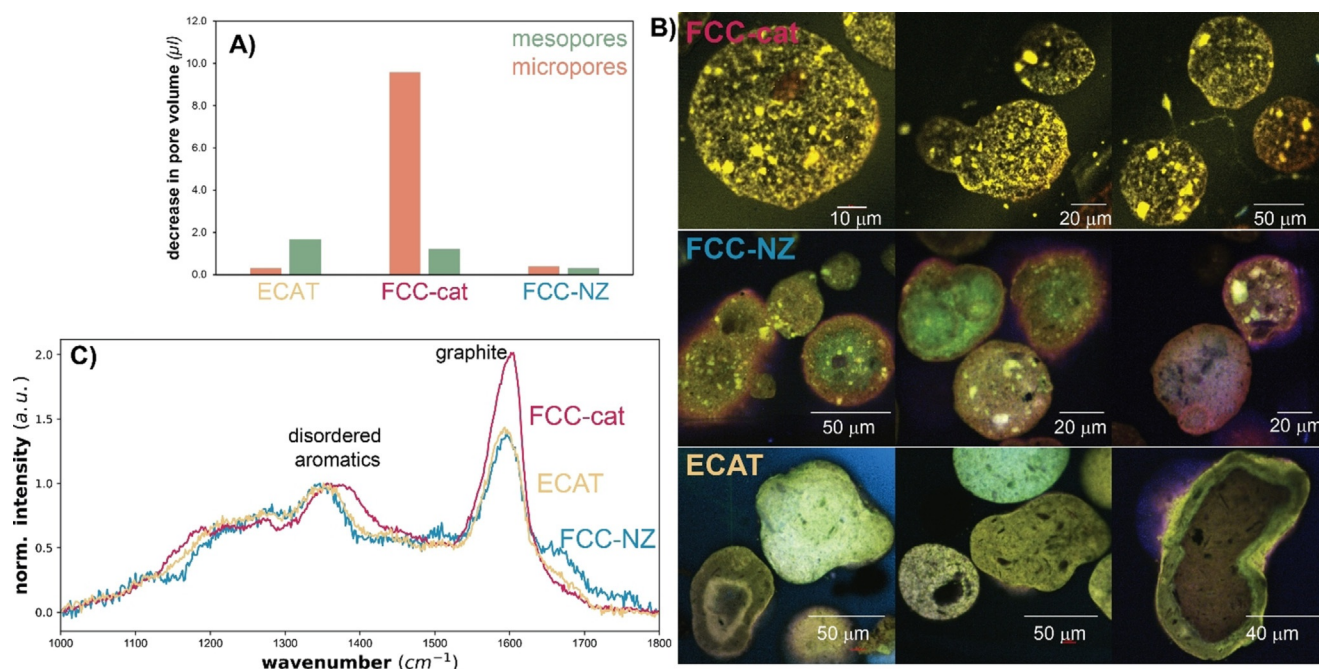 A)
mesopores
micropores
decrease in pore volume (µl)
12.0
10.0
8.0
6.0
4.0
2.0
0.0
ECAT
FCC-cat
FCC-NZ
B)
FCC-cat
10 µm
20 µm
50 µm
FCC-NZ
50 µm
20 µm
20 µm
ECAT
50 µm
50 µm
40 µm
C)
graphite
disordered
aromatics
FCC-cat
ECAT
FCC-NZ
norm. intensity (a. u.)
2.0
1.5
1.0
0.5
0.0
1000
1100
1200
1300
1400
1500
1600
1700
1800
wavenumber (cm⁻¹)